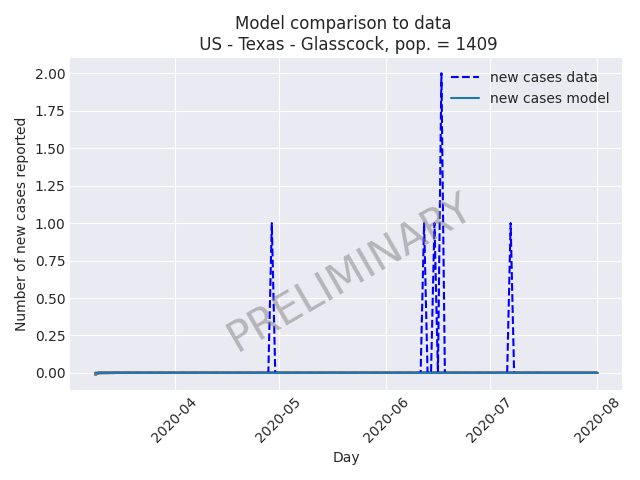 Model comparison to data
US - Texas - Glasscock, pop. = 1409
new cases data
new cases model
Number of new cases reported
2.00
1.75
1.50
1.25
1.00
0.75
0.50
0.25
0.00
PRELIMINARY
2020-04
2020-05
2020-06
2020-07
2020-08
Day